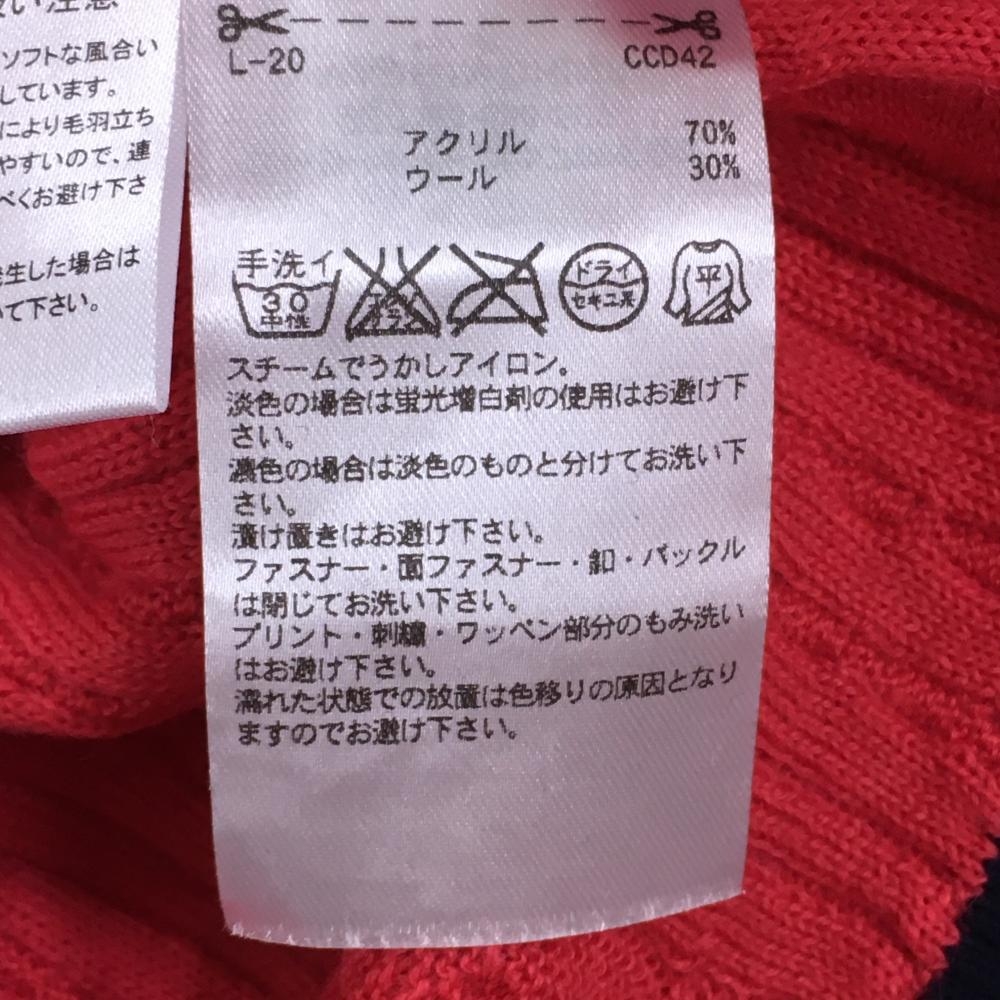 い注意
ソフトな風合い
しています。
により毛羽立ち
やすいので、連
べくお避け下さ
生した場合は
て下さい。
L-20 CCD42
アクリル 70%
ウール 30%
手洗イ
30
中性
エンソ
サラシ
ドライ
セキユ系
平
スチームでうかしアイロン。
淡色の場合は蛍光増白剤の使用はお避け下
さい。
濃色の場合は淡色のものと分けてお洗い下
さい。
漬け置きはお避け下さい。
ファスナー・面ファスナー・釦・バックル
は閉じてお洗い下さい。
プリント・刺繍・ワッペン部分のもみ洗い
はお避け下さい。
濡れた状態での放置は色移りの原因となり
ますのでお避け下さい。